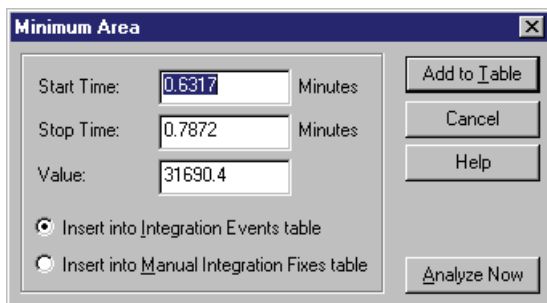 Minimum Area
Start Time: 0.6317 Minutes
Stop Time: 0.7872 Minutes
Value: 31690.4
Insert into Integration Events table
Insert into Manual Integration Fixes table
Add to Table
Cancel
Help
Analyze Now